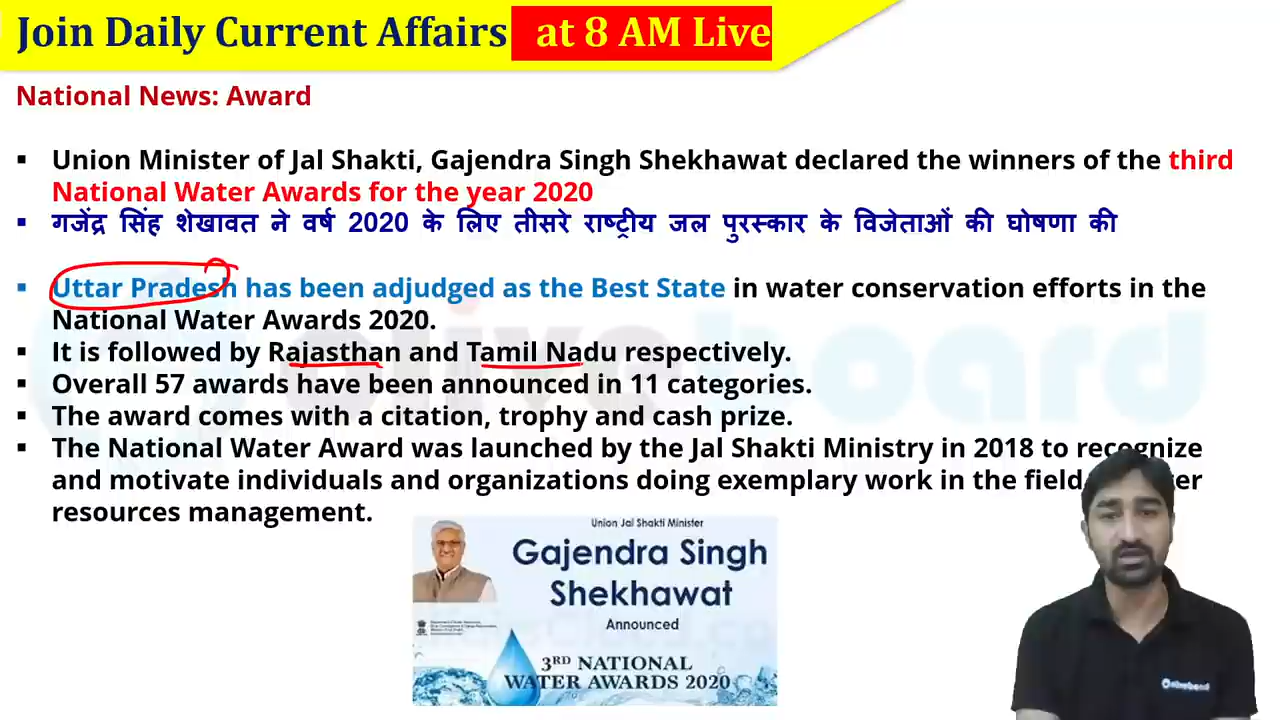 Join Daily Current Affairs at 8 AM Live
National News: Award
▪ Union Minister of Jal Shakti, Gajendra Singh Shekhawat declared the winners of the third
National Water Awards for the year 2020
▪ गजेंद्र सिंह शेखावत ने वर्ष 2020 के लिए तीसरे राष्ट्रीय जल पुरस्कार के विजेताओं की घोषणा की
▪ Uttar Pradesh has been adjudged as the Best State in water conservation efforts in the
National Water Awards 2020.
▪ It is followed by Rajasthan and Tamil Nadu respectively.
▪ Overall 57 awards have been announced in 11 categories.
▪ The award comes with a citation, trophy and cash prize.
▪ The National Water Award was launched by the Jal Shakti Ministry in 2018 to recognize
and motivate individuals and organizations doing exemplary work in the field
resources management.
Union Jal Shakti Minister
Gajendra Singh
Shekhawat
Announced
3RD NATIONAL
WATER AWARDS 2020
oliveboard
oliveboard